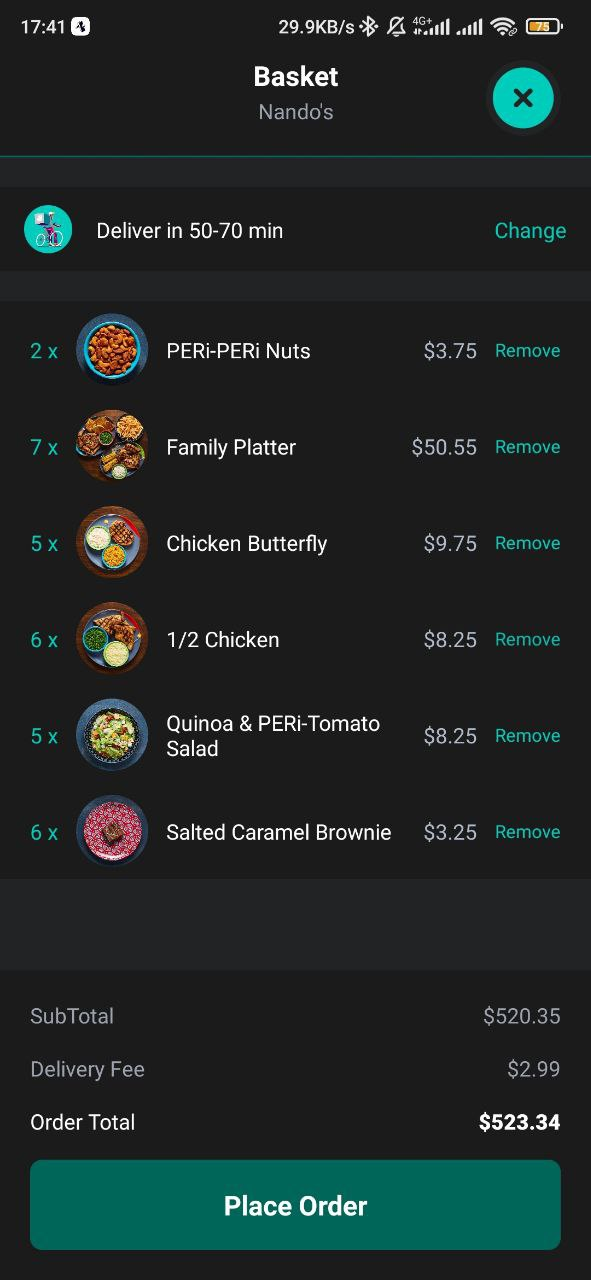 17:41 29.9KB/s 4G+ 75
Basket
Nando's
Deliver in 50-70 min Change
2 x PERi-PERi Nuts $3.75 Remove
7 x Family Platter $50.55 Remove
5 x Chicken Butterfly $9.75 Remove
6 x 1/2 Chicken $8.25 Remove
5 x Quinoa & PERi-Tomato
Salad $8.25 Remove
6 x Salted Caramel Brownie $3.25 Remove
SubTotal $520.35
Delivery Fee $2.99
Order Total $523.34
Place Order